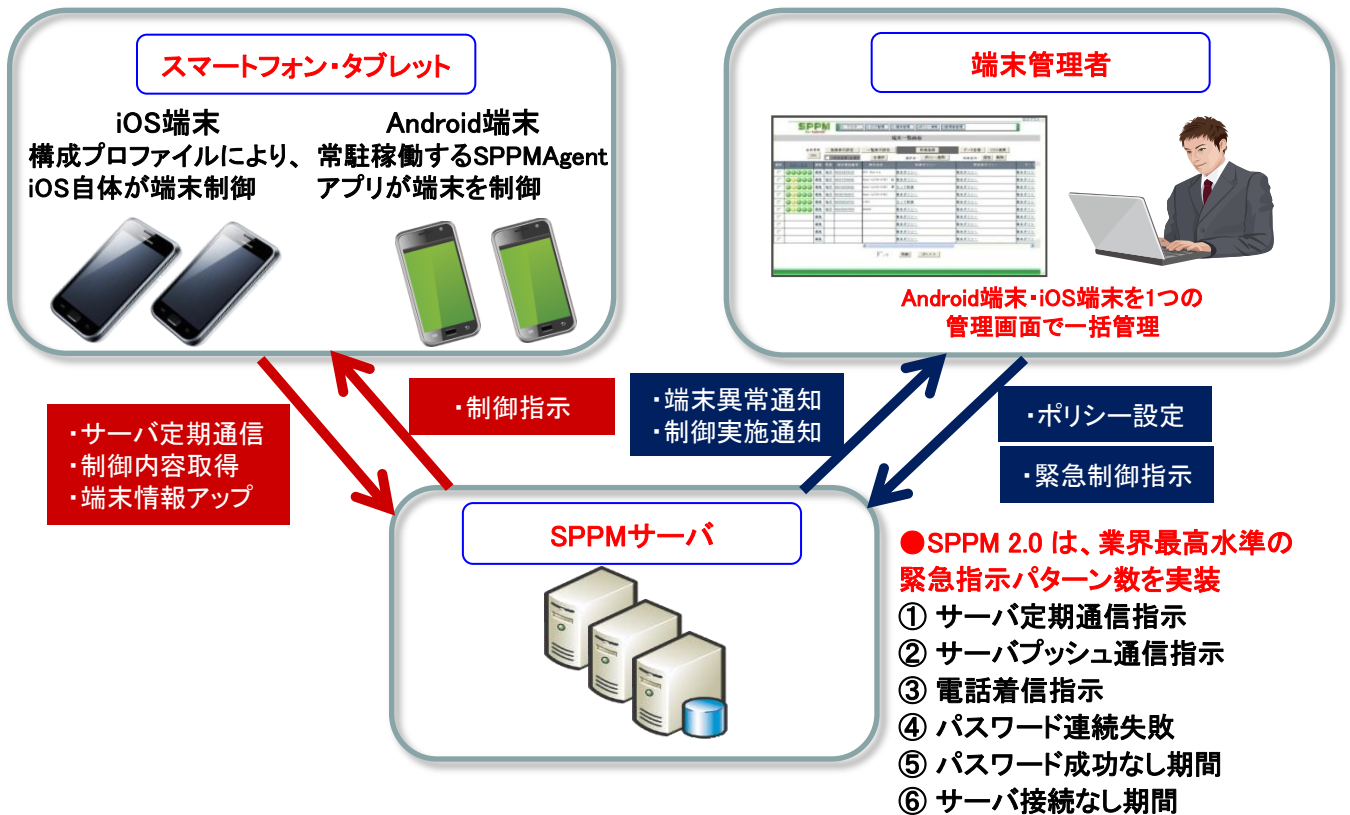 スマートフォン・タブレット
iOS端末
構成プロファイルにより、
iOS自体が端末制御
Android端末
常駐稼働するSPPMAgent
アプリが端末を制御
端末管理者
SPPM
端末一覧画面
Android端末・iOS端末を1つの
管理画面で一括管理
・サーバ定期通信
・制御内容取得
・端末情報アップ
・制御指示
・端末異常通知
・制御実施通知
・ポリシー設定
・緊急制御指示
SPPMサーバ
●SPPM 2.0 は、業界最高水準の
緊急指示パターン数を実装
① サーバ定期通信指示
② サーバプッシュ通信指示
③ 電話着信指示
④ パスワード連続失敗
⑤ パスワード成功なし期間
⑥ サーバ接続なし期間